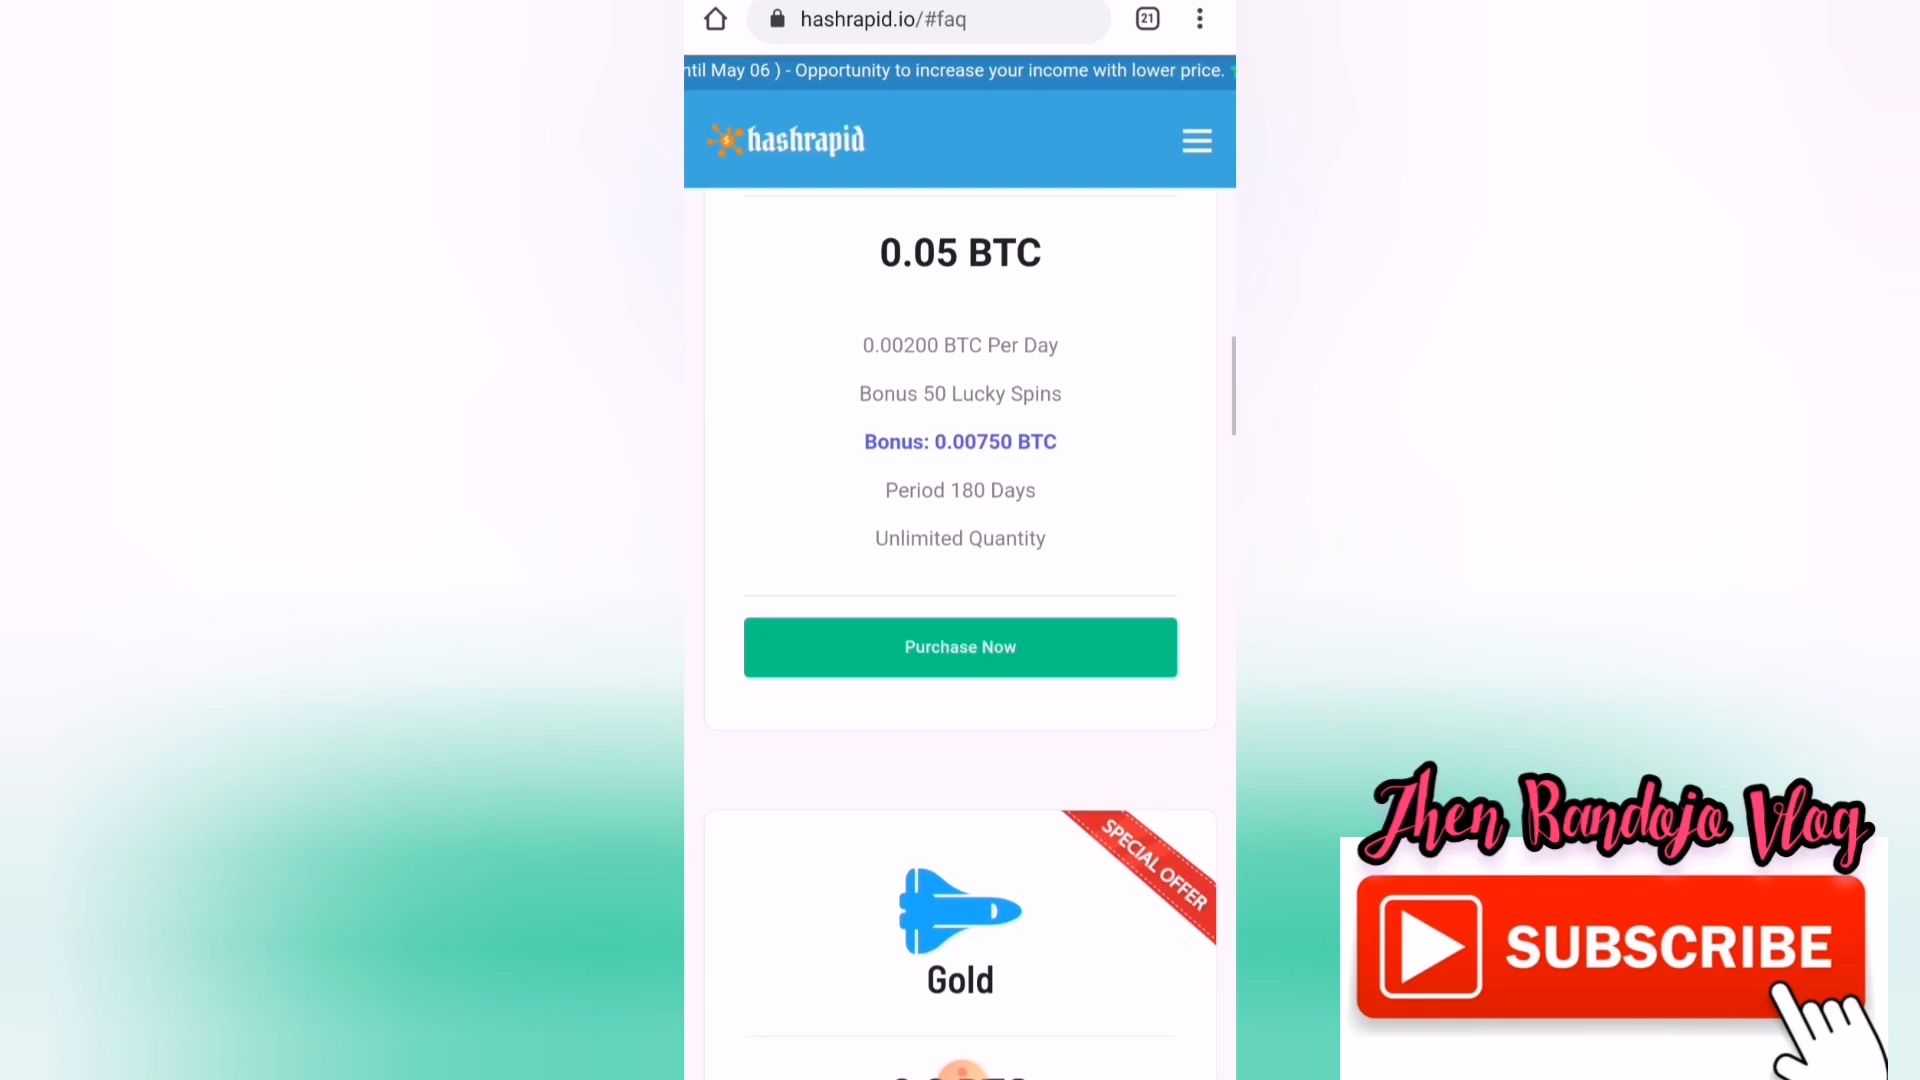 hashrapid.io/#faq
21
ntil May 06 ) - Opportunity to increase your income with lower price.
hashrapid
0.05 BTC
0.00200 BTC Per Day
Bonus 50 Lucky Spins
Bonus: 0.00750 BTC
Period 180 Days
Unlimited Quantity
Purchase Now
SPECIAL OFFER
Gold
Jhen Bandojo Vlog
SUBSCRIBE